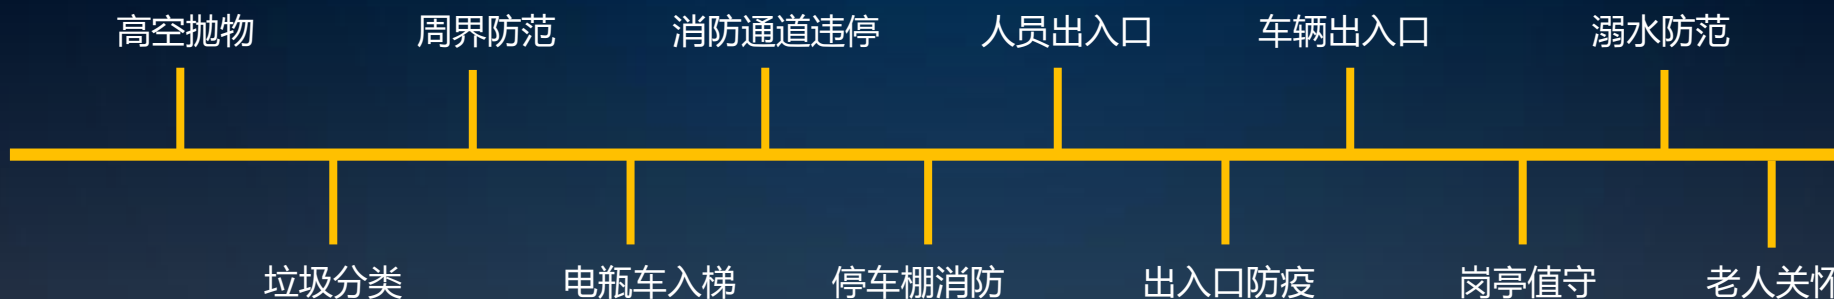 高空抛物 周界防范 消防通道违停 人员出入口 车辆出入口 溺水防范
垃圾分类 电瓶车入梯 停车棚消防 出入口防疫 岗亭值守 老人关怀